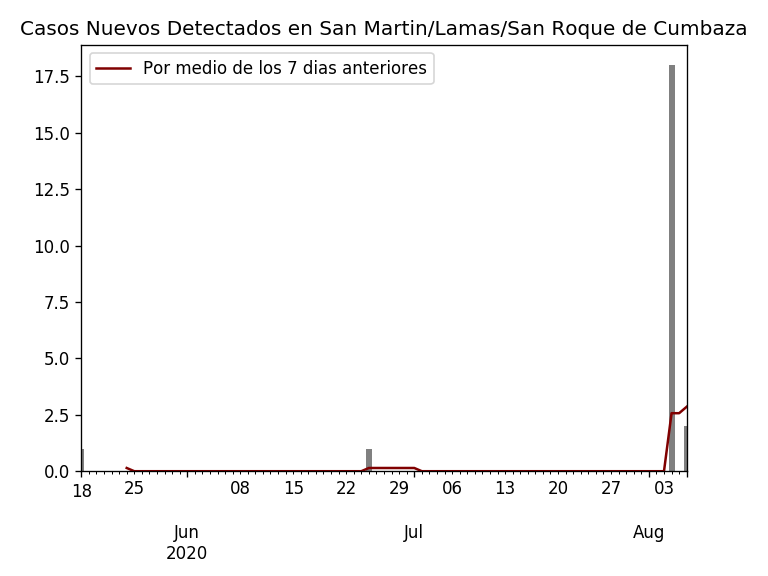 Casos Nuevos Detectados en San Martin/Lamas/San Roque de Cumbaza
Por medio de los 7 dias anteriores
17.5
15.0
12.5
10.0
7.5
5.0
2.5
0.0
18 25 08 15 22 29 06 13 20 27 03
Jun Jul Aug
2020